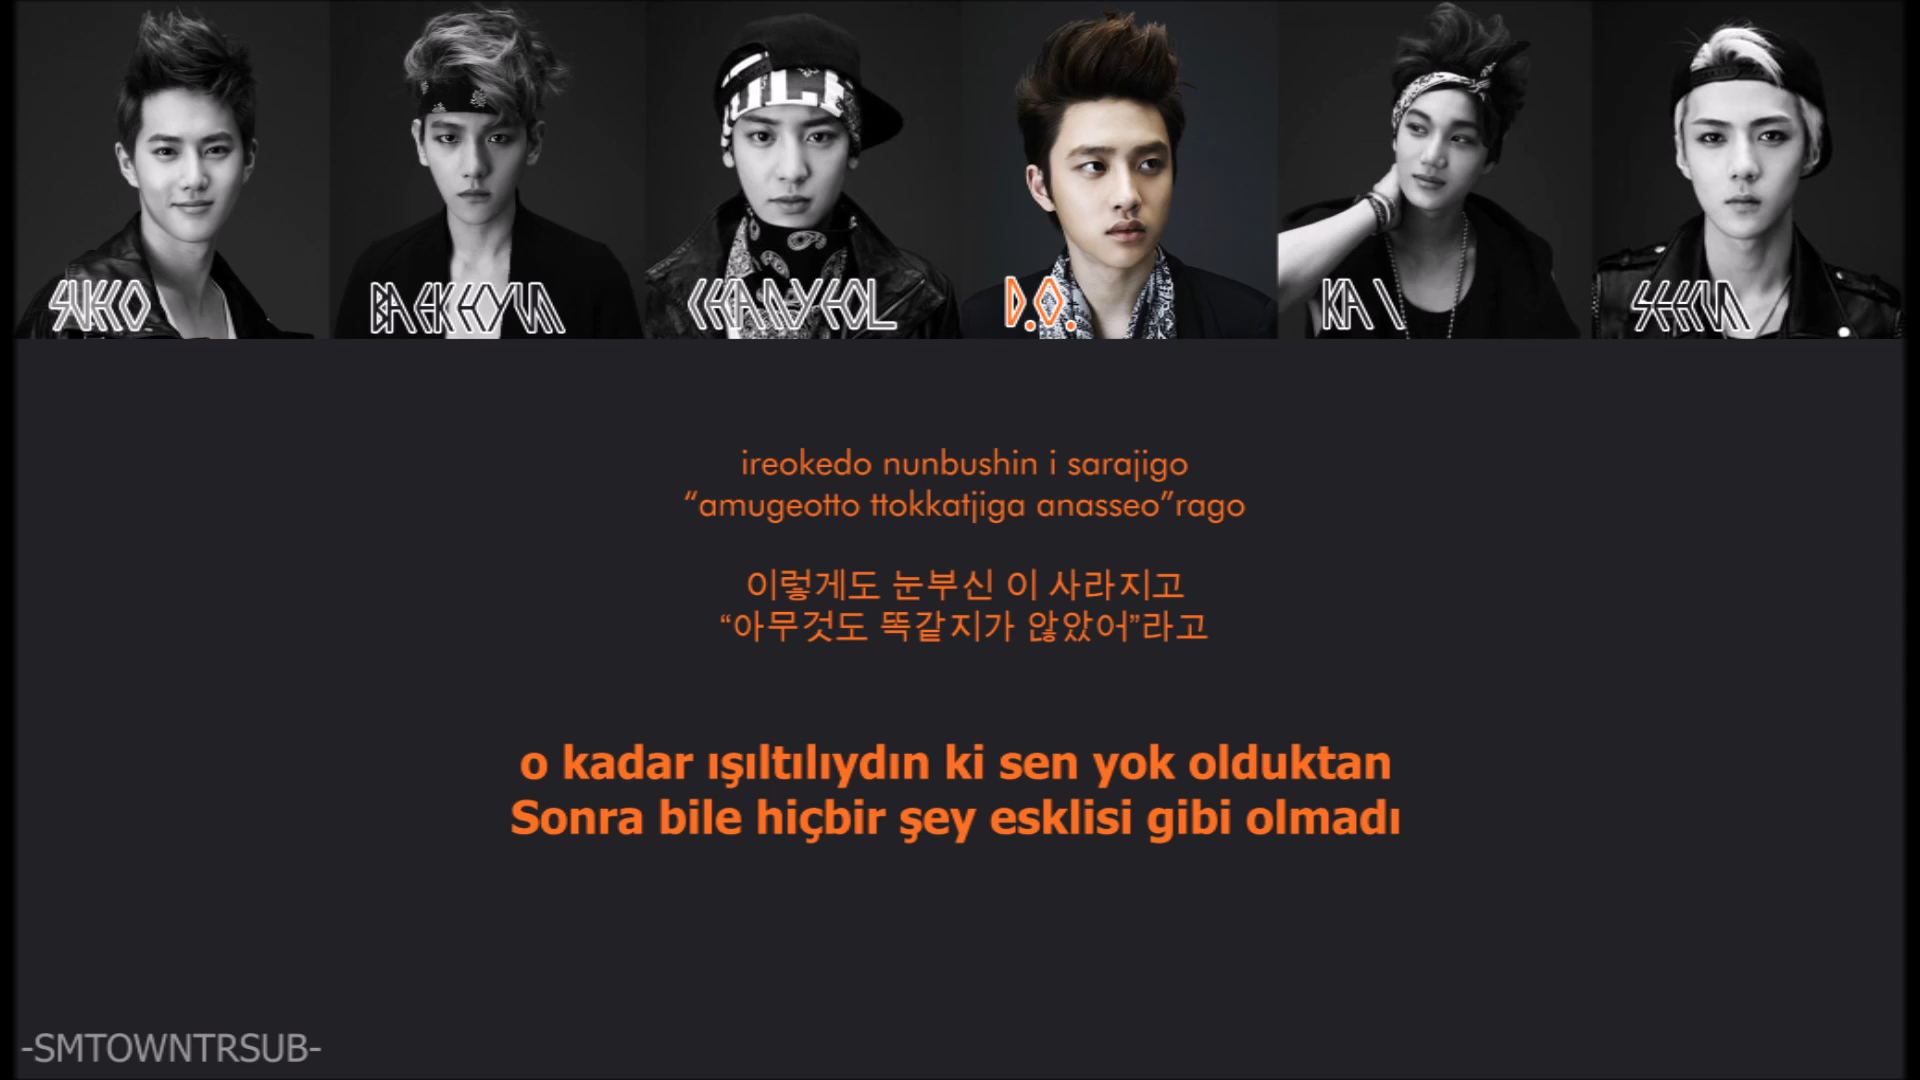 SUHO
BAEKHYUN
CHANYEOL
D.O.
KAI
SEHUN
ireokedo nunbushin i sarajigo
“amugeotto ttokkatjiga anasseo”rago
이렇게도 눈부신 이 사라지고
“아무것도 똑같지가 않았어”라고
o kadar ışıltılıydın ki sen yok olduktan
Sonra bile hiçbir şey esklisi gibi olmadı
-SMTOWNTRSUB-